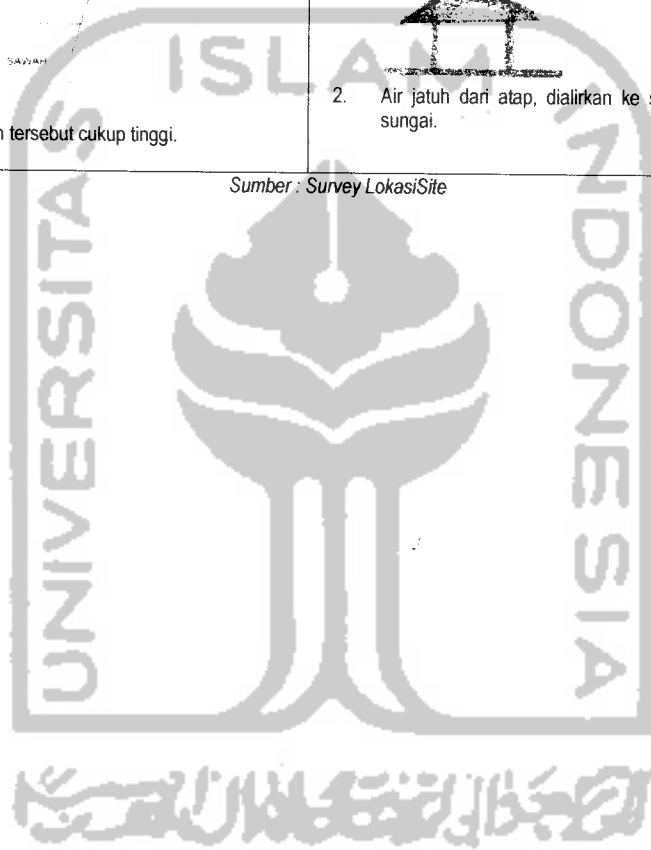 SAWAH
n tersebut cukup tinggi.
2. Air jatuh dari atap, dialirkan ke s
sungai.
Sumber : Survey LokasiSite
ISLAM
UNIVERSITAS
INDONESIA